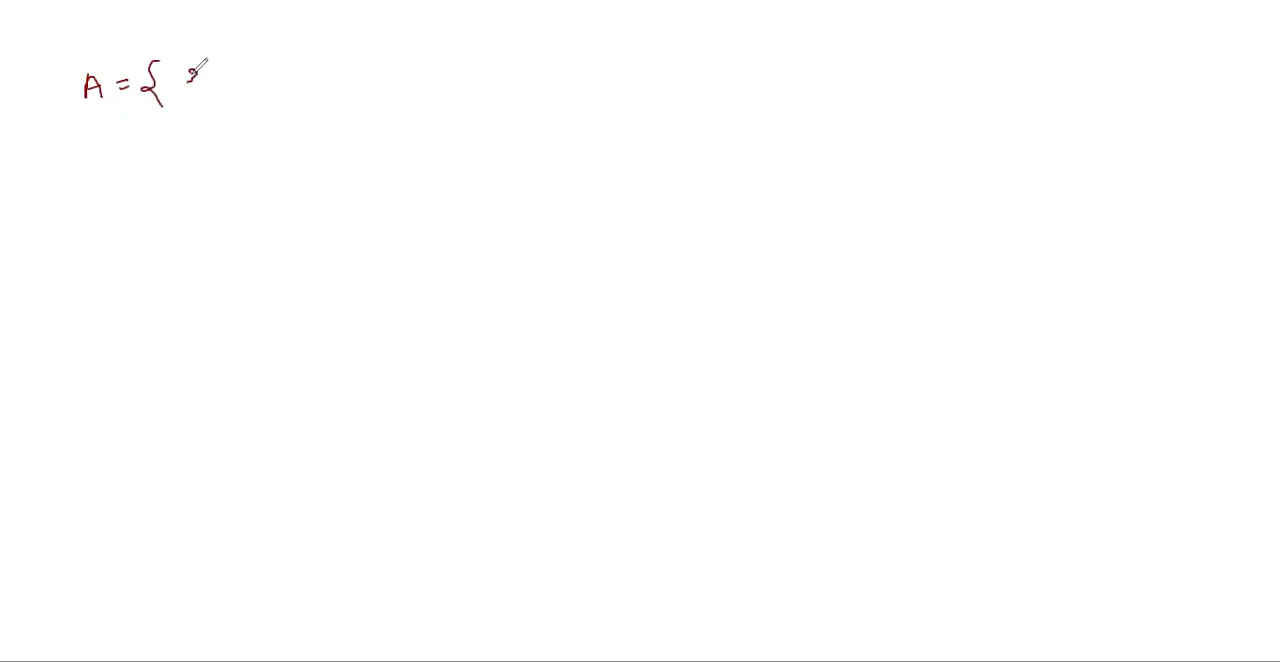 A = {